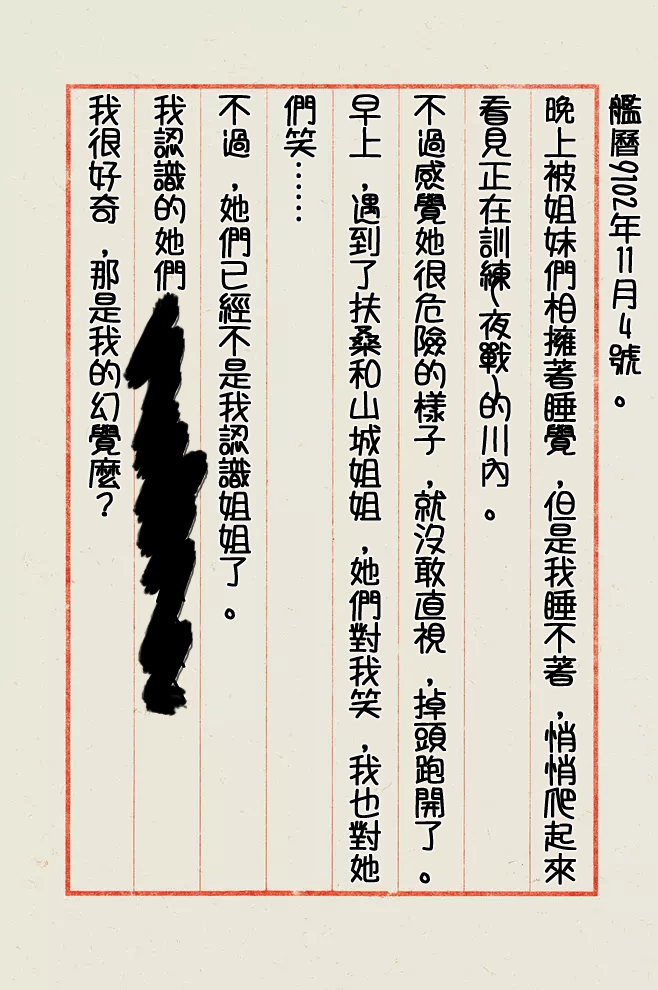 艦曆9102年11月4號。
晚上被姐妹們相擁著睡覺，但是我睡不著，悄悄爬起來
看見正在訓練(夜戰)的川內。
不過感覺她很危險的樣子，就沒敢直視，掉頭跑開了。
早上，遇到了扶桑和山城姐姐，她們對我笑，我也對她
們笑……
不過，她們已經不是我認識姐姐了。
我認識的她們
我很好奇，那是我的幻覺麼？